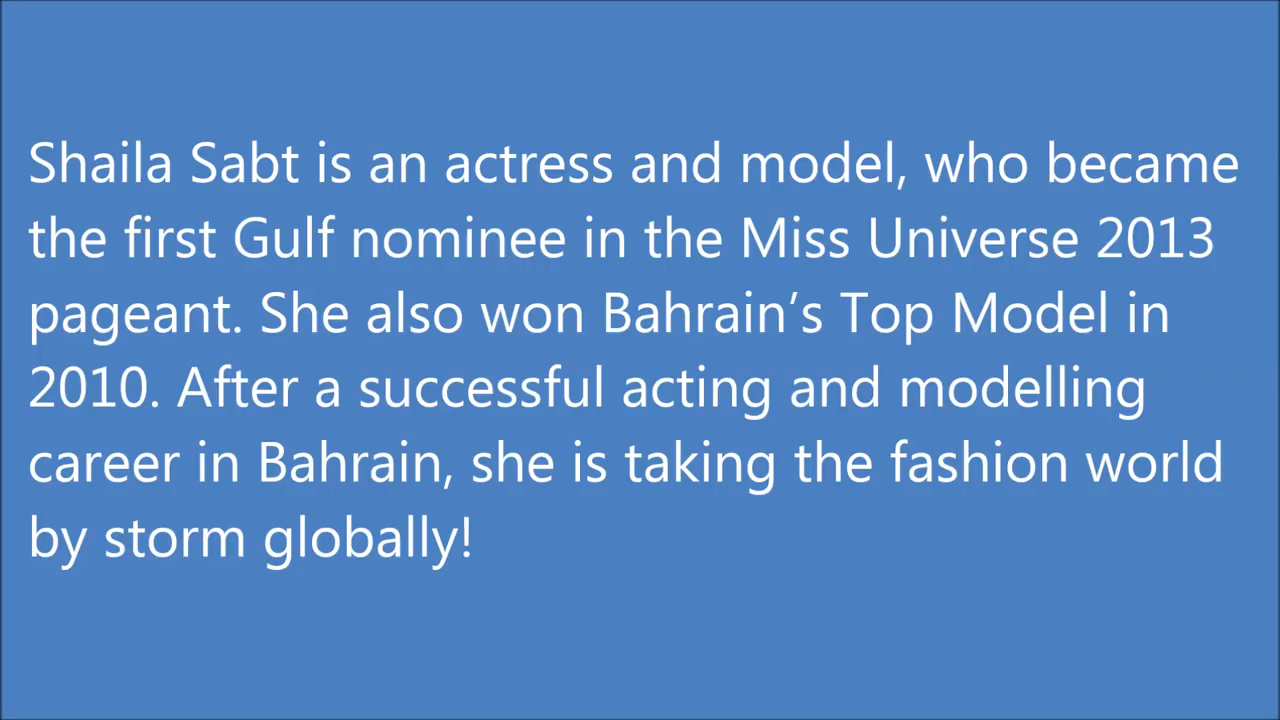 Shaila Sabt is an actress and model, who became
the first Gulf nominee in the Miss Universe 2013
pageant. She also won Bahrain’s Top Model in
2010. After a successful acting and modelling
career in Bahrain, she is taking the fashion world
by storm globally!